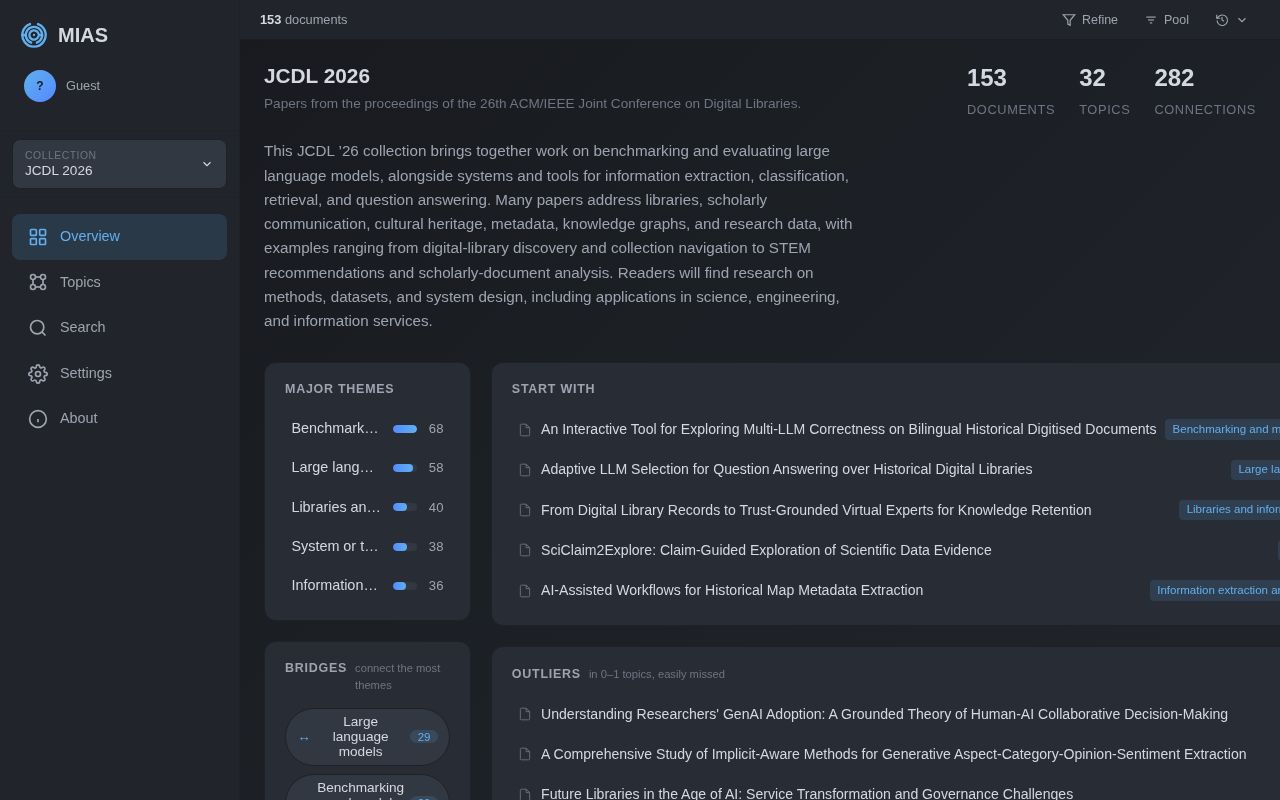 MIAS
?
Guest
COLLECTION
JCDL 2026
Overview
Topics
Search
Settings
About
153 documents
Refine
Pool
JCDL 2026
Papers from the proceedings of the 26th ACM/IEEE Joint Conference on Digital Libraries.
153
DOCUMENTS
32
TOPICS
282
CONNECTIONS
This JCDL ’26 collection brings together work on benchmarking and evaluating large
language models, alongside systems and tools for information extraction, classification,
retrieval, and question answering. Many papers address libraries, scholarly
communication, cultural heritage, metadata, knowledge graphs, and research data, with
examples ranging from digital-library discovery and collection navigation to STEM
recommendations and scholarly-document analysis. Readers will find research on
methods, datasets, and system design, including applications in science, engineering,
and information services.
MAJOR THEMES
Benchmark… 68
Large lang… 58
Libraries an… 40
System or t… 38
Information… 36
START WITH
An Interactive Tool for Exploring Multi-LLM Correctness on Bilingual Historical Digitised Documents Benchmarking and
Adaptive LLM Selection for Question Answering over Historical Digital Libraries Large
From Digital Library Records to Trust-Grounded Virtual Experts for Knowledge Retention Libraries and
SciClaim2Explore: Claim-Guided Exploration of Scientific Data Evidence
AI-Assisted Workflows for Historical Map Metadata Extraction Information extraction
BRIDGES connect the most
themes
↔ Large
language
models 29
Benchmarking
OUTLIERS in 0–1 topics, easily missed
Understanding Researchers' GenAI Adoption: A Grounded Theory of Human-AI Collaborative Decision-Making
A Comprehensive Study of Implicit-Aware Methods for Generative Aspect-Category-Opinion-Sentiment Extraction
Future Libraries in the Age of AI: Service Transformation and Governance Challenges